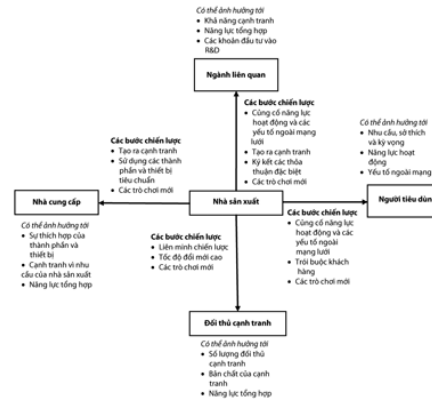 Có thể ảnh hưởng tới
• Khả năng cạnh tranh
• Năng lực tổng hợp
• Các khoản đầu tư vào
R&D
Ngành liên quan
Các bước chiến lược
• Củng cố năng lực
hoạt động và các
yếu tố ngoài mạng
lưới
• Tạo ra cạnh tranh
• Ký kết các thỏa
thuận đặc biệt
• Các trò chơi mới
Các bước chiến lược
• Tạo ra cạnh tranh
• Sử dụng các thành
phần và thiết bị
tiêu chuẩn
• Các trò chơi mới
Có thể ảnh hưởng tới
• Nhu cầu, sở thích
và kỳ vọng
• Năng lực hoạt
động
• Yếu tố ngoài mạng
Nhà cung cấp
Nhà sản xuất
Người tiêu dùng
Có thể ảnh hưởng tới
• Sự thích hợp của
thành phần và
thiết bị
• Cạnh tranh vì nhu
cầu của nhà sản xuất
• Năng lực tổng hợp
Các bước chiến lược
• Liên minh chiến lược
• Tốc độ đổi mới cao
• Các trò chơi mới
Các bước chiến lược
• Củng cố năng lực
hoạt động và các
yếu tố ngoài
mạng lưới
• Trói buộc khách
hàng
• Các trò chơi mới
Đối thủ cạnh tranh
Có thể ảnh hưởng tới
• Số lượng đối thủ
cạnh tranh
• Bản chất của cạnh
tranh
• Năng lực tổng hợp